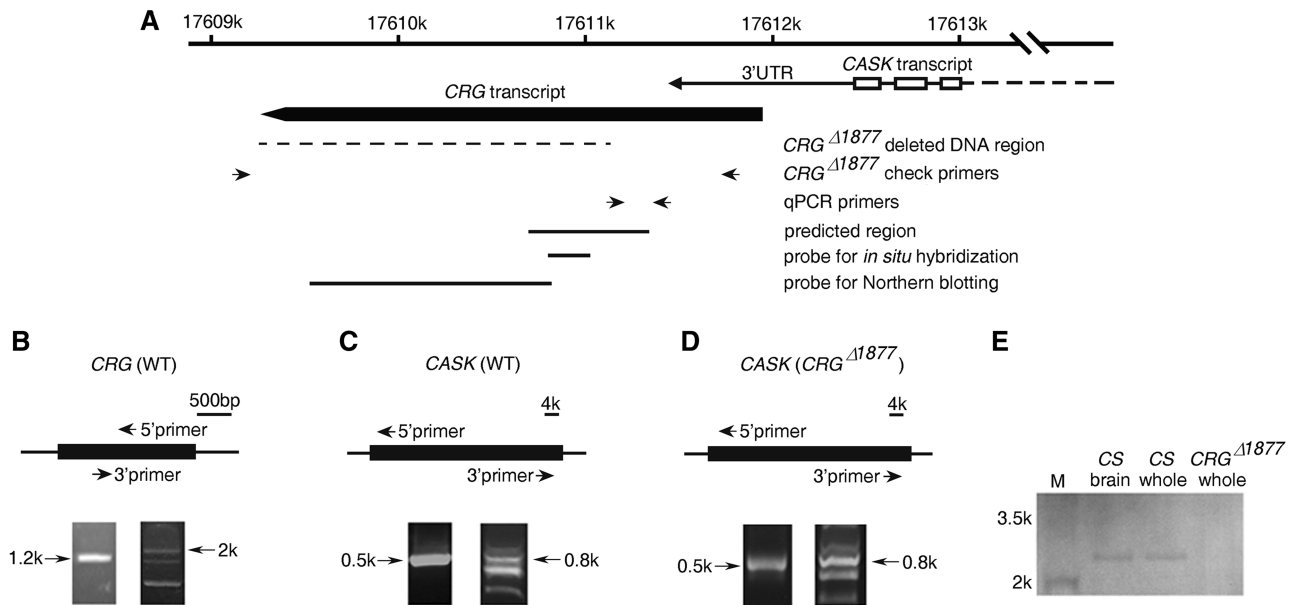 A
17609k 17610k 17611k 17612k 17613k
CASK transcript
3'UTR
CRG transcript
CRG Δ1877 deleted DNA region
CRG Δ1877 check primers
qPCR primers
predicted region
probe for in situ hybridization
probe for Northern blotting
B
CRG (WT)
500bp
5'primer
3'primer
1.2k
2k
C
CASK (WT)
4k
5'primer
3'primer
0.5k
0.8k
D
CASK (CRG Δ1877)
4k
5'primer
3'primer
0.5k
0.8k
E
M
CS brain
CS whole
CRG Δ1877 whole
3.5k
2k